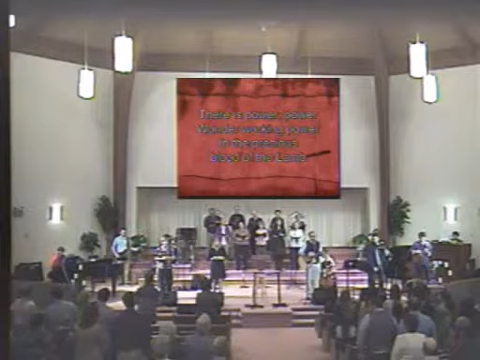 There is power, power
Wonder working power
In the precious
blood of the Lamb